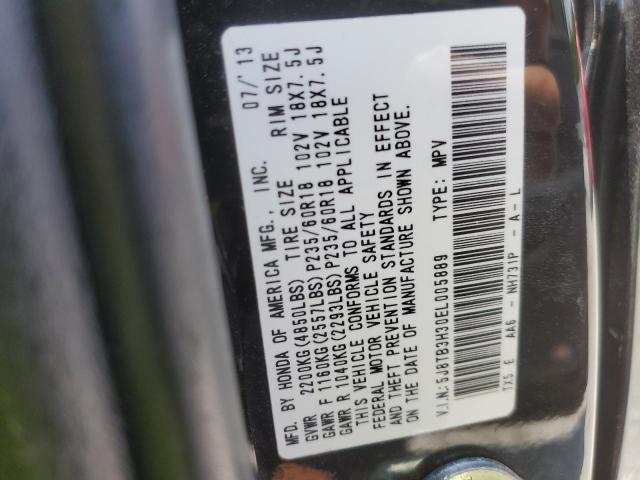 MFD. BY HONDA OF AMERICA MFG., INC. 07/'13
GVWR 2200KG(4850LBS) TIRE SIZE RIM SIZE
GAWR F 1160KG(2557LBS)P235/60R18 102V 18X7.5J
GAWR R 1040KG(2293LBS)P235/60R18 102V 18X7.5J
THIS VEHICLE CONFORMS TO ALL APPLICABLE
FEDERAL MOTOR VEHICLE SAFETY
AND THEFT PREVENTION STANDARDS IN EFFECT
ON THE DATE OF MANUFACTURE SHOWN ABOVE.
V.I.N.: 5J8TB3H30EL005889 TYPE: MPV
TX5 E AA6 - NH731P - A - L